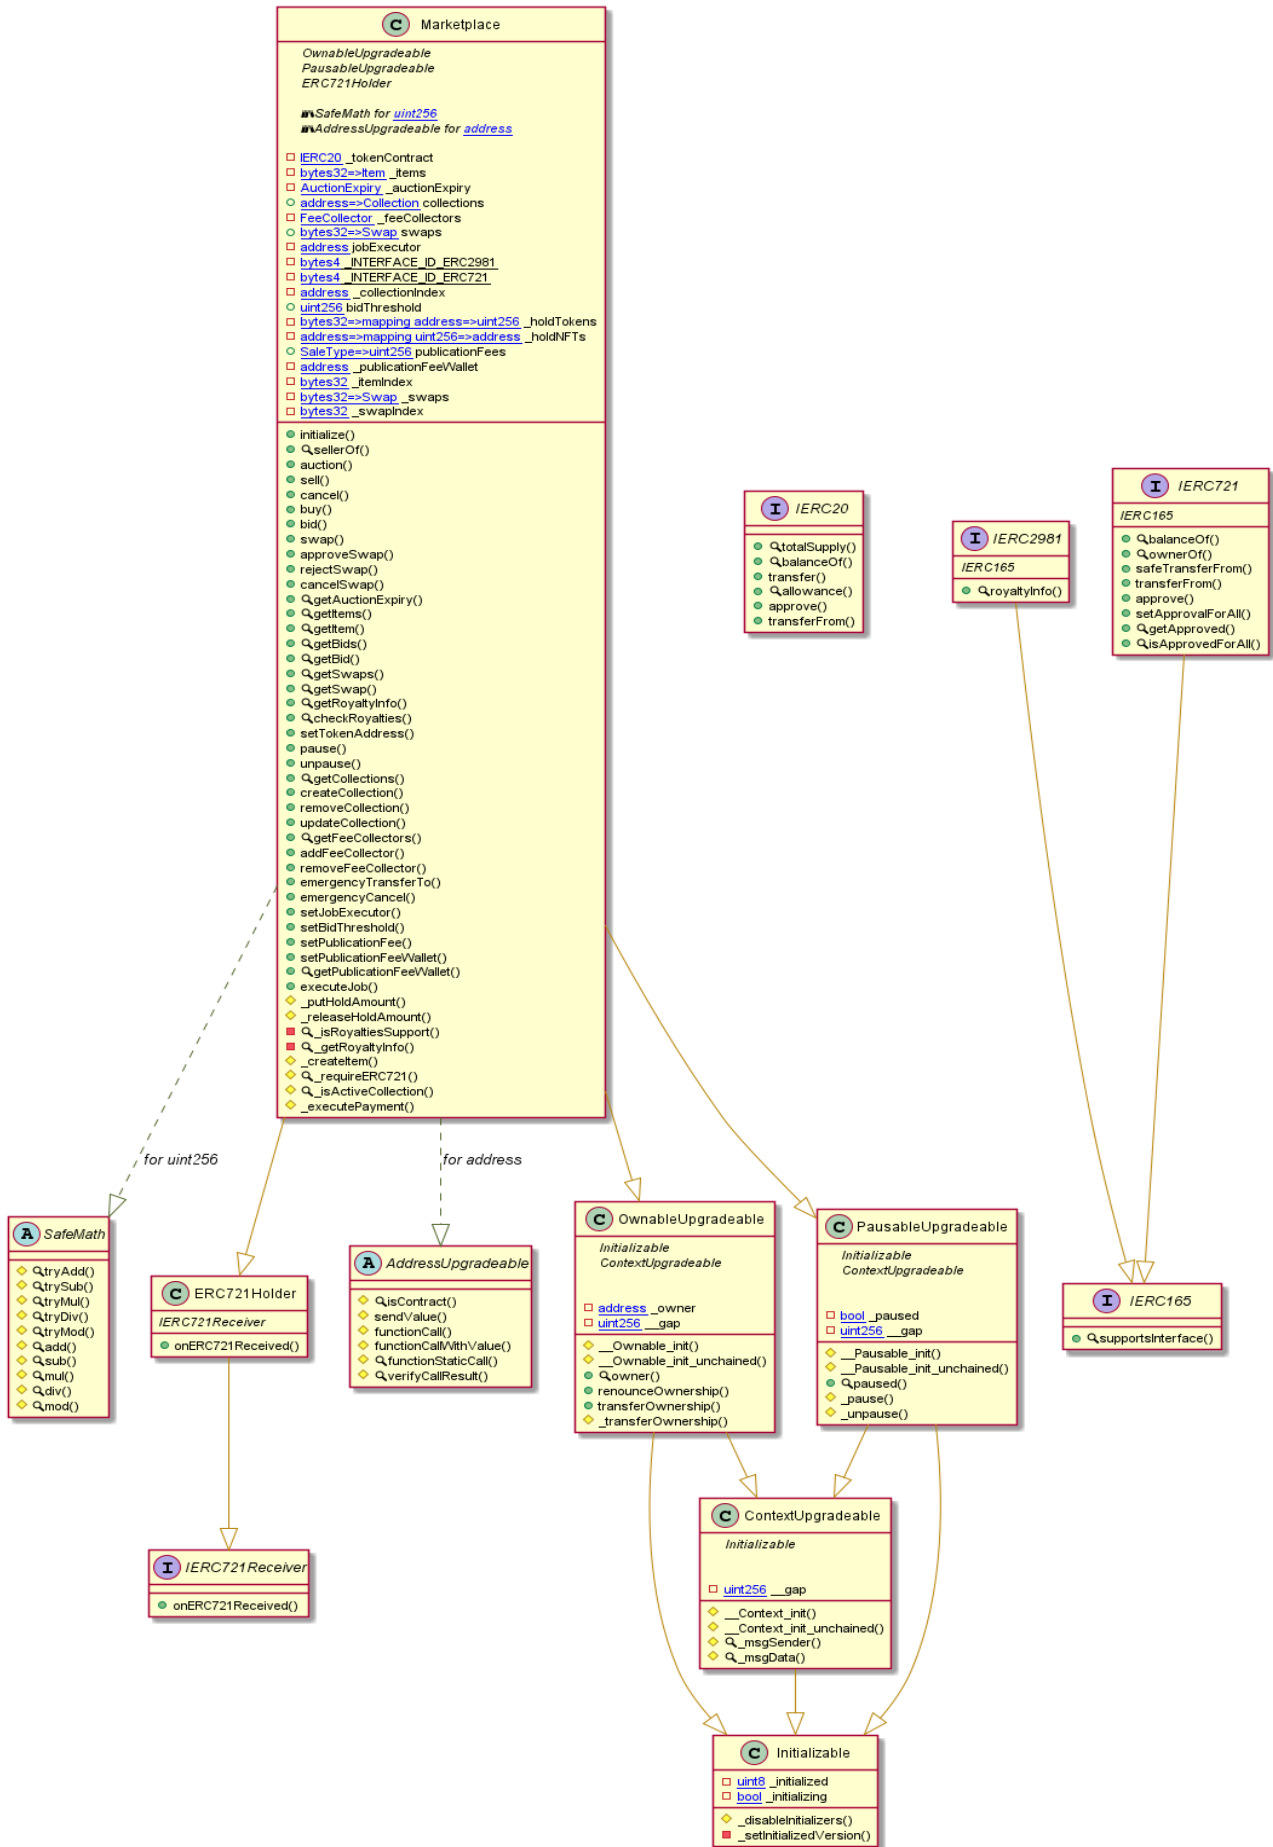 C Marketplace
OwnableUpgradeable
PausableUpgradeable
ERC721Holder
SafeMath for uint256
AddressUpgradeable for address
IERC20 _tokenContract
bytes32=>Item _items
AuctionExpiry _auctionExpiry
address=>Collection collections
FeeCollector _feeCollectors
bytes32=>Swap swaps
address jobExecutor
bytes4 _INTERFACE_ID_ERC2981
bytes4 _INTERFACE_ID_ERC721
address _collectionIndex
uint256 bidThreshold
bytes32=>mapping address=>uint256 _holdTokens
address=>mapping uint256=>address _holdNFTs
SaleType=>uint256 publicationFees
address _publicationFeeWallet
bytes32 _itemIndex
bytes32=>Swap _swaps
bytes32 _swapIndex
initialize()
sellerOf()
auction()
sell()
cancel()
buy()
bid()
swap()
approveSwap()
rejectSwap()
cancelSwap()
getAuctionExpiry()
getItems()
getItem()
getBids()
getBid()
getSwaps()
getSwap()
getRoyaltyInfo()
checkRoyalties()
setTokenAddress()
pause()
unpause()
getCollections()
createCollection()
removeCollection()
updateCollection()
getFeeCollectors()
addFeeCollector()
removeFeeCollector()
emergencyTransferTo()
emergencyCancel()
setJobExecutor()
setBidThreshold()
setPublicationFee()
setPublicationFeeWallet()
getPublicationFeeWallet()
executeJob()
_putHoldAmount()
_releaseHoldAmount()
_isRoyaltiesSupport()
_getRoyaltyInfo()
_createItem()
_requireERC721()
_isActiveCollection()
_executePayment()
I IERC20
totalSupply()
balanceOf()
transfer()
allowance()
approve()
transferFrom()
I IERC2981
IERC165
royaltyInfo()
I IERC721
IERC165
balanceOf()
ownerOf()
safeTransferFrom()
transferFrom()
approve()
setApprovalForAll()
getApproved()
isApprovedForAll()
for uint256
for address
A SafeMath
tryAdd()
trySub()
tryMul()
tryDiv()
tryMod()
add()
sub()
mul()
div()
mod()
C ERC721Holder
IERC721Receiver
onERC721Received()
A AddressUpgradeable
isContract()
sendValue()
functionCall()
functionCallWithValue()
functionStaticCall()
verifyCallResult()
C OwnableUpgradeable
Initializable
ContextUpgradeable
address _owner
uint256 __gap
__Ownable_init()
__Ownable_init_unchained()
owner()
renounceOwnership()
transferOwnership()
_transferOwnership()
C PausableUpgradeable
Initializable
ContextUpgradeable
bool _paused
uint256 __gap
__Pausable_init()
__Pausable_init_unchained()
paused()
_pause()
_unpause()
I IERC165
supportsInterface()
I IERC721Receiver
onERC721Received()
C ContextUpgradeable
Initializable
uint256 __gap
__Context_init()
__Context_init_unchained()
_msgSender()
_msgData()
C Initializable
uint8 _initialized
bool _initializing
_disableInitializers()
_setInitializedVersion()